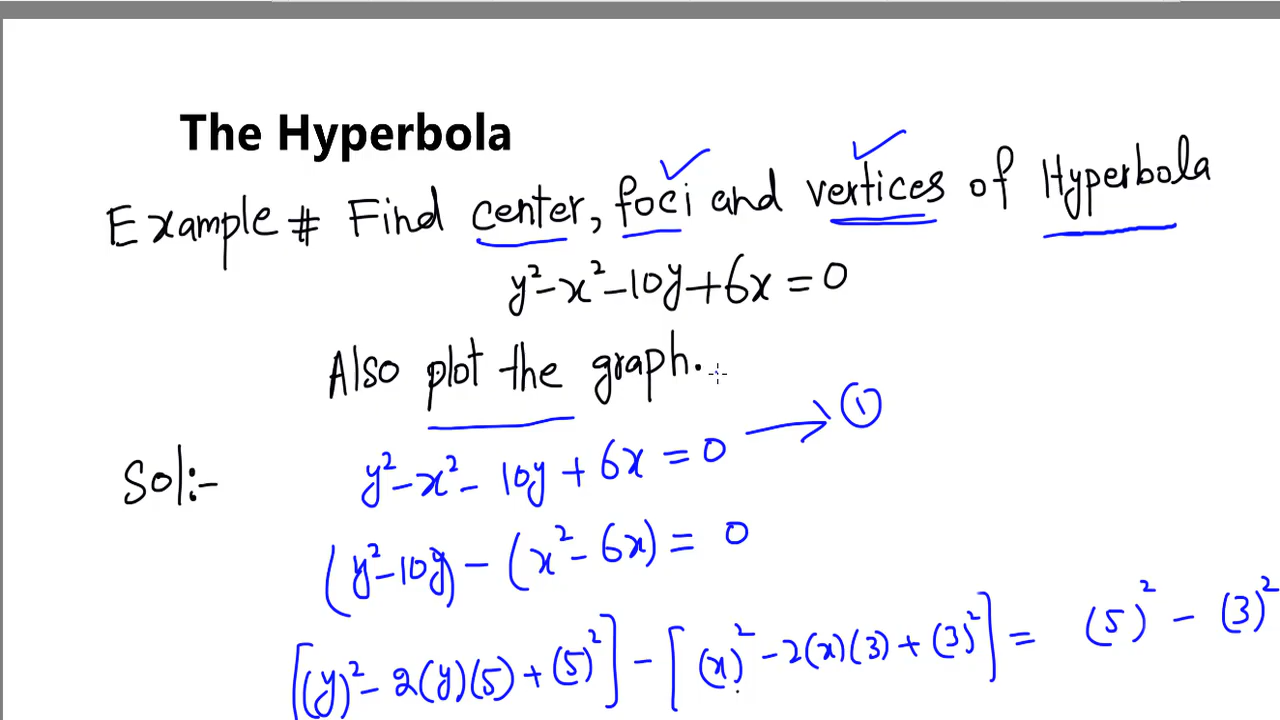 The Hyperbola
Example # Find center, foci and vertices of Hyperbola
y²-x²-10y+6x=0
Also plot the graph.
Sol:- y²-x²-10y+6x=0 → ①
(y²-10y)-(x²-6x)=0
[(y)²-2(y)(5)+(5)²]-[(x)²-2(x)(3)+(3)²]=(5)²-(3)²